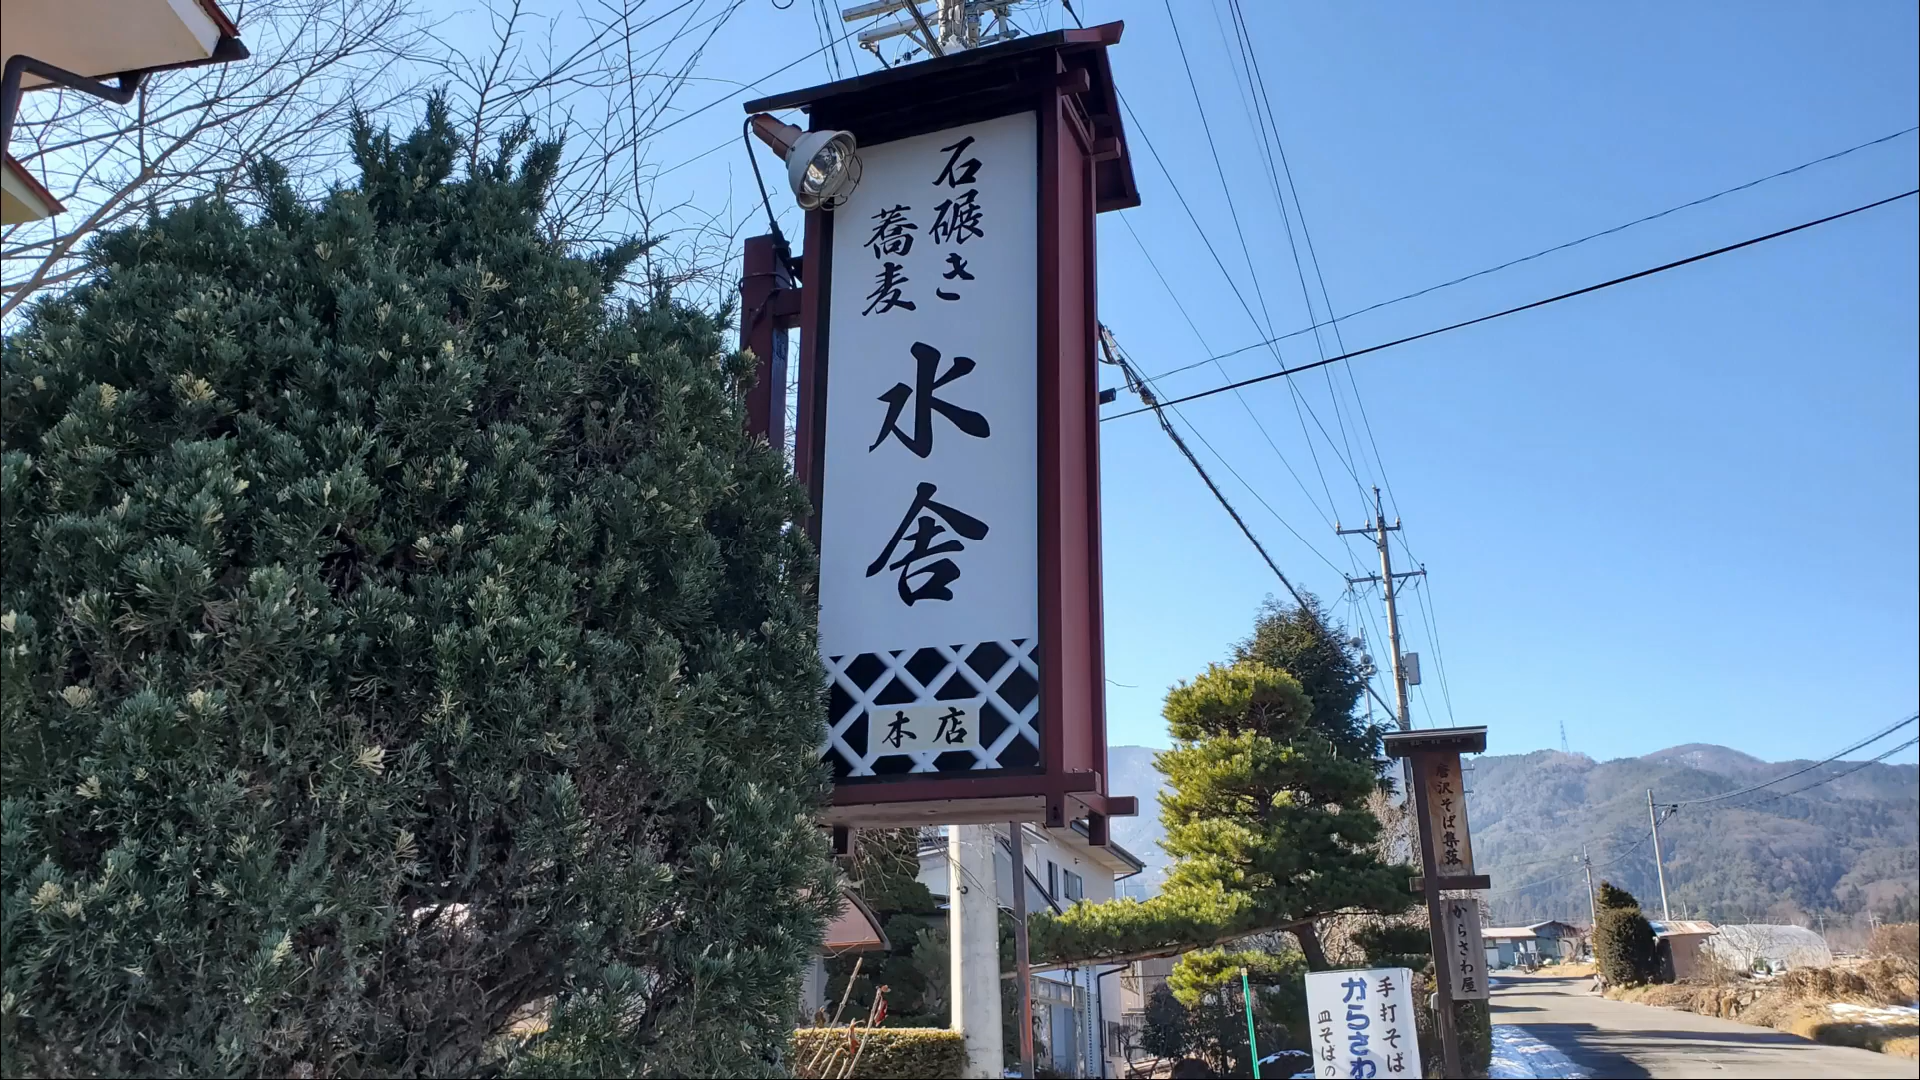 石碾き
蕎麦
水舎
本店
唐沢そば集落
からさわ屋
手打そば
からさわ
皿そばの